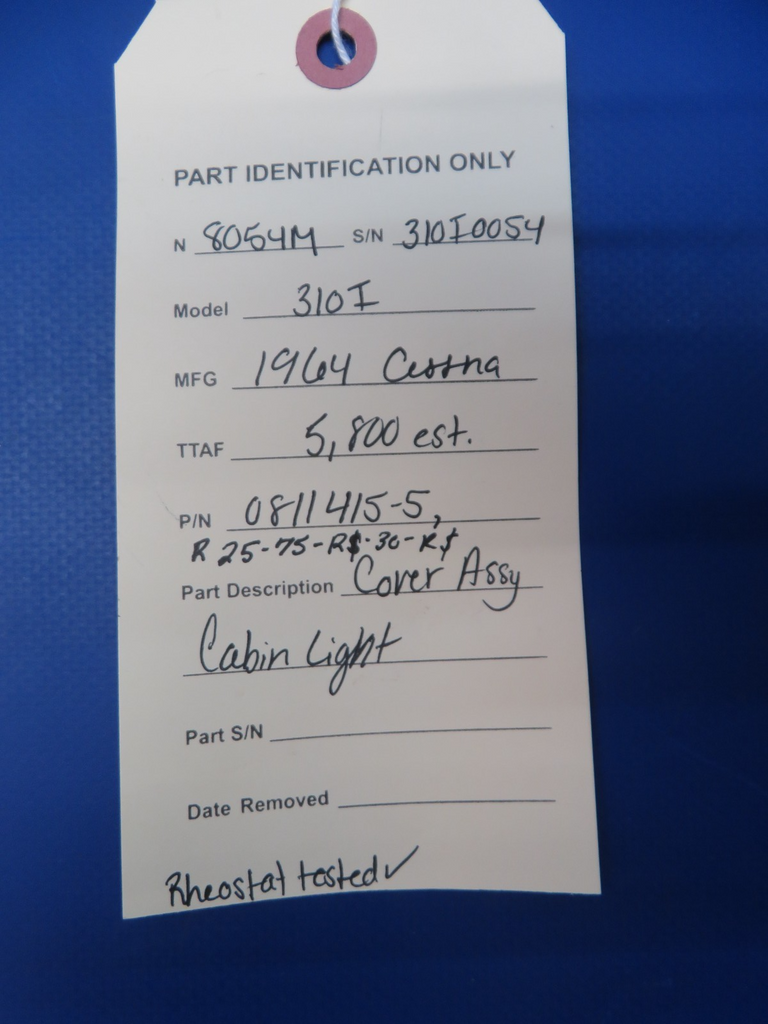 PART IDENTIFICATION ONLY
N 8054M S/N 310I0054
Model 310I
MFG 1964 Cessna
TTAF 5,800 est.
P/N 0811415-5,
R 25-75-R$-30-R$
Part Description Cover Assy
Cabin Light
Part S/N
Date Removed
Rheostat tested ✓